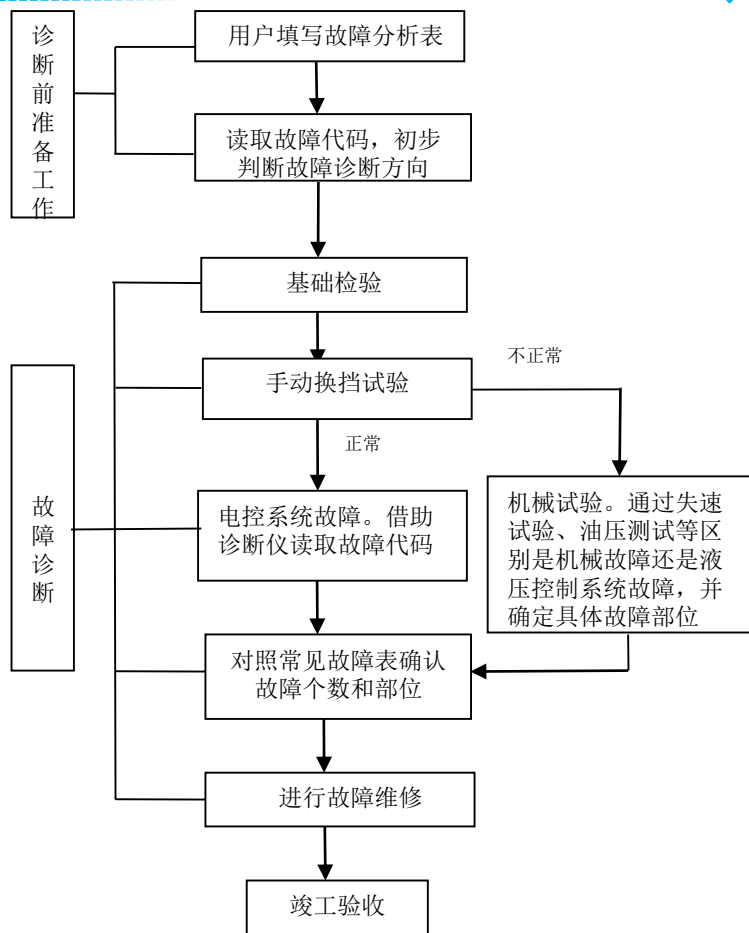 诊
断
前
准
备
工
作
用户填写故障分析表
读取故障代码，初步
判断故障诊断方向
基础检验
手动换挡试验
不正常
正常
故
障
诊
断
电控系统故障。借助
诊断仪读取故障代码
机械试验。通过失速
试验、油压测试等区
别是机械故障还是液
压控制系统故障，并
确定具体故障部位
对照常见故障表确认
故障个数和部位
进行故障维修
竣工验收